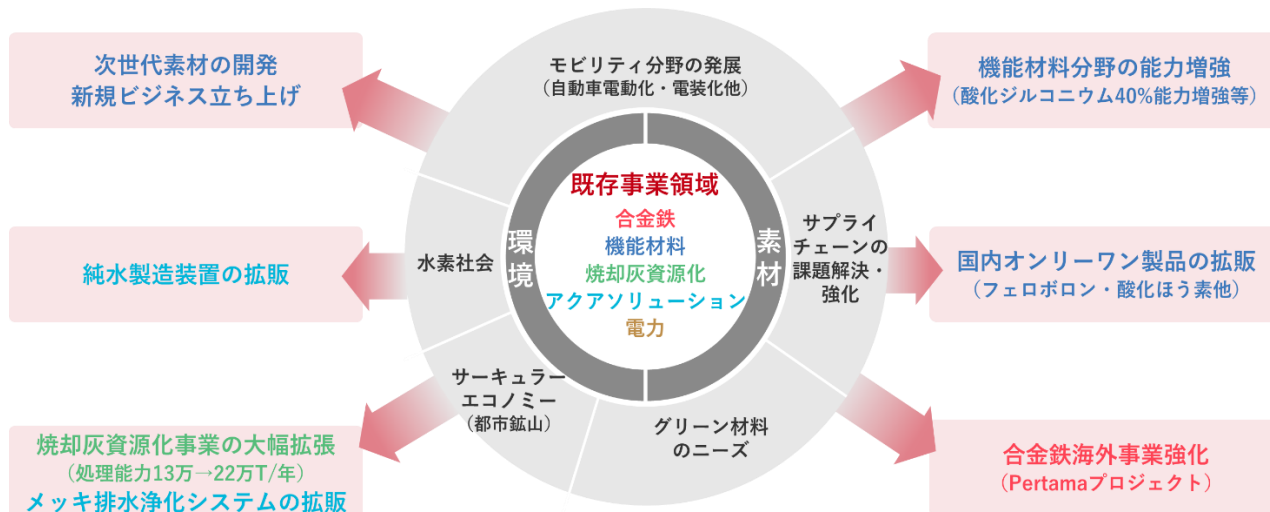 次世代素材の開発
新規ビジネス立ち上げ
純水製造装置の拡販
焼却灰資源化事業の大幅拡張
（処理能力13万→22万T/年）
メッキ排水浄化システムの拡販
モビリティ分野の発展
（自動車電動化・電装化他）
水素社会
サーキュラー
エコノミー
（都市鉱山）
環境
既存事業領域
合金鉄
機能材料
焼却灰資源化
アクアソリューション
電力
素材
サプライ
チェーンの
課題解決・
強化
グリーン材料
のニーズ
機能材料分野の能力増強
（酸化ジルコニウム40%能力増強等）
国内オンリーワン製品の拡販
（フェロボロン・酸化ほう素他）
合金鉄海外事業強化
（Pertamaプロジェクト）